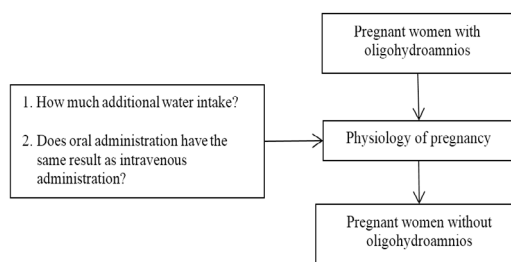 Pregnant women with
oligohydroamnios
1. How much additional water intake?
2. Does oral administration have the
same result as intravenous
administration?
Physiology of pregnancy
Pregnant women without
oligohydroamnios